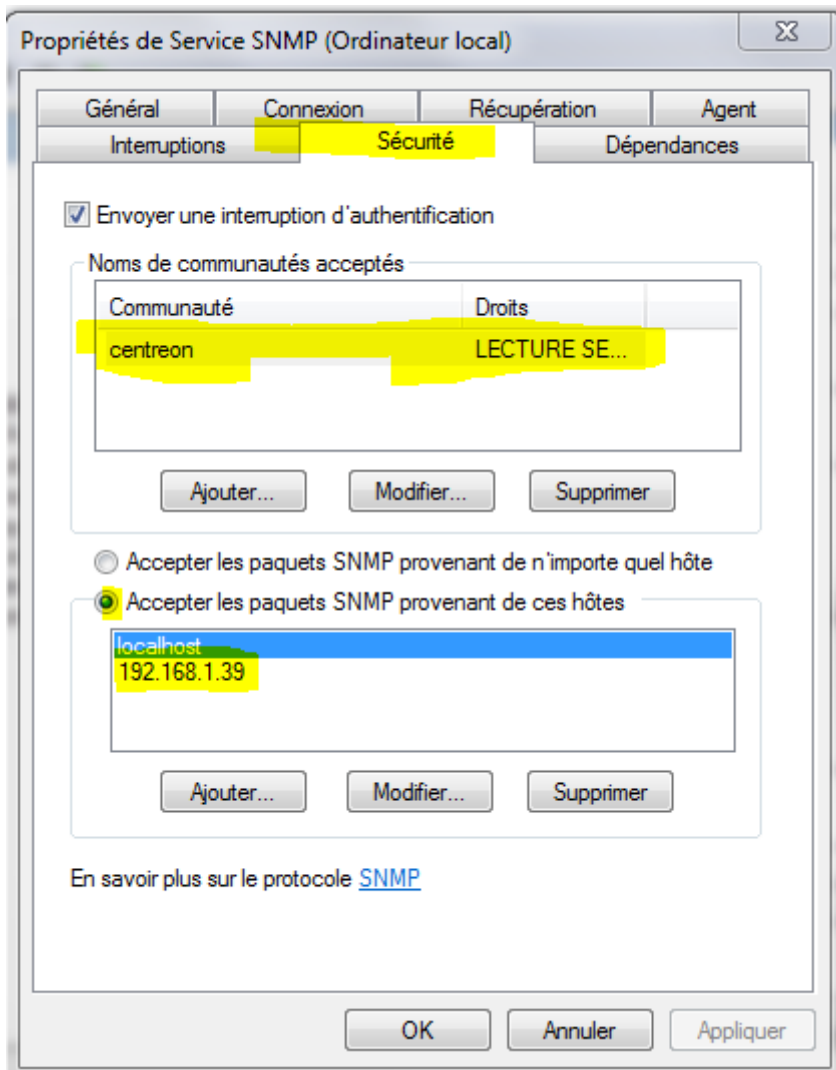 Propriétés de Service SNMP (Ordinateur local)
Général Connexion Récupération Agent
Interruptions Sécurité Dépendances
Envoyer une interruption d'authentification
Noms de communautés acceptés
Communauté Droits
centreon LECTURE SE...
Ajouter... Modifier... Supprimer
Accepter les paquets SNMP provenant de n'importe quel hôte
Accepter les paquets SNMP provenant de ces hôtes
localhost
192.168.1.39
Ajouter... Modifier... Supprimer
En savoir plus sur le protocole SNMP
OK Annuler Appliquer